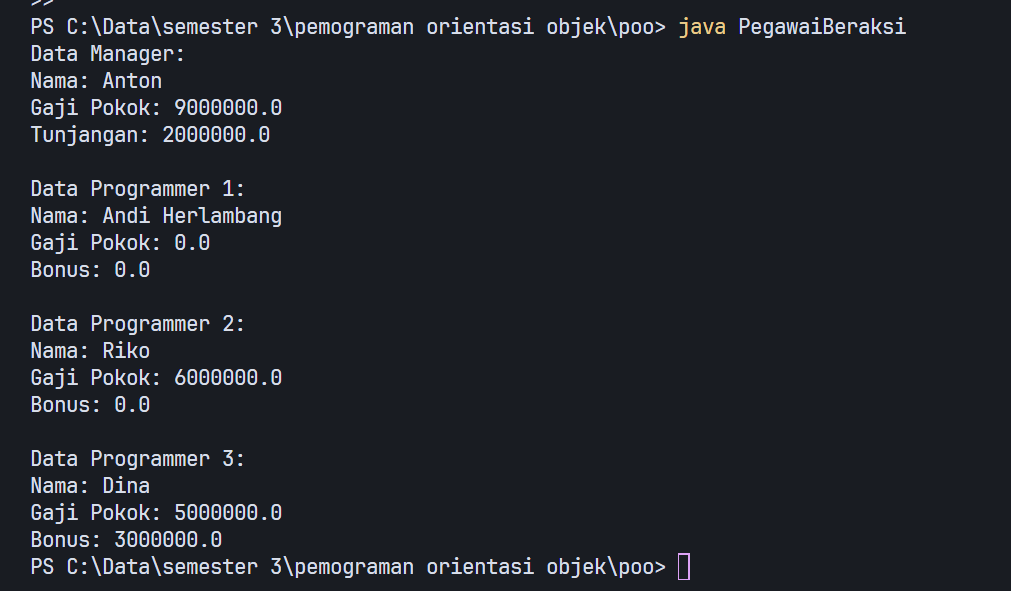 >>
PS C:\Data\semester 3\pemograman orientasi objek\poo> java PegawaiBeraksi
Data Manager:
Nama: Anton
Gaji Pokok: 9000000.0
Tunjangan: 2000000.0

Data Programmer 1:
Nama: Andi Herlambang
Gaji Pokok: 0.0
Bonus: 0.0

Data Programmer 2:
Nama: Riko
Gaji Pokok: 6000000.0
Bonus: 0.0

Data Programmer 3:
Nama: Dina
Gaji Pokok: 5000000.0
Bonus: 3000000.0
PS C:\Data\semester 3\pemograman orientasi objek\poo>